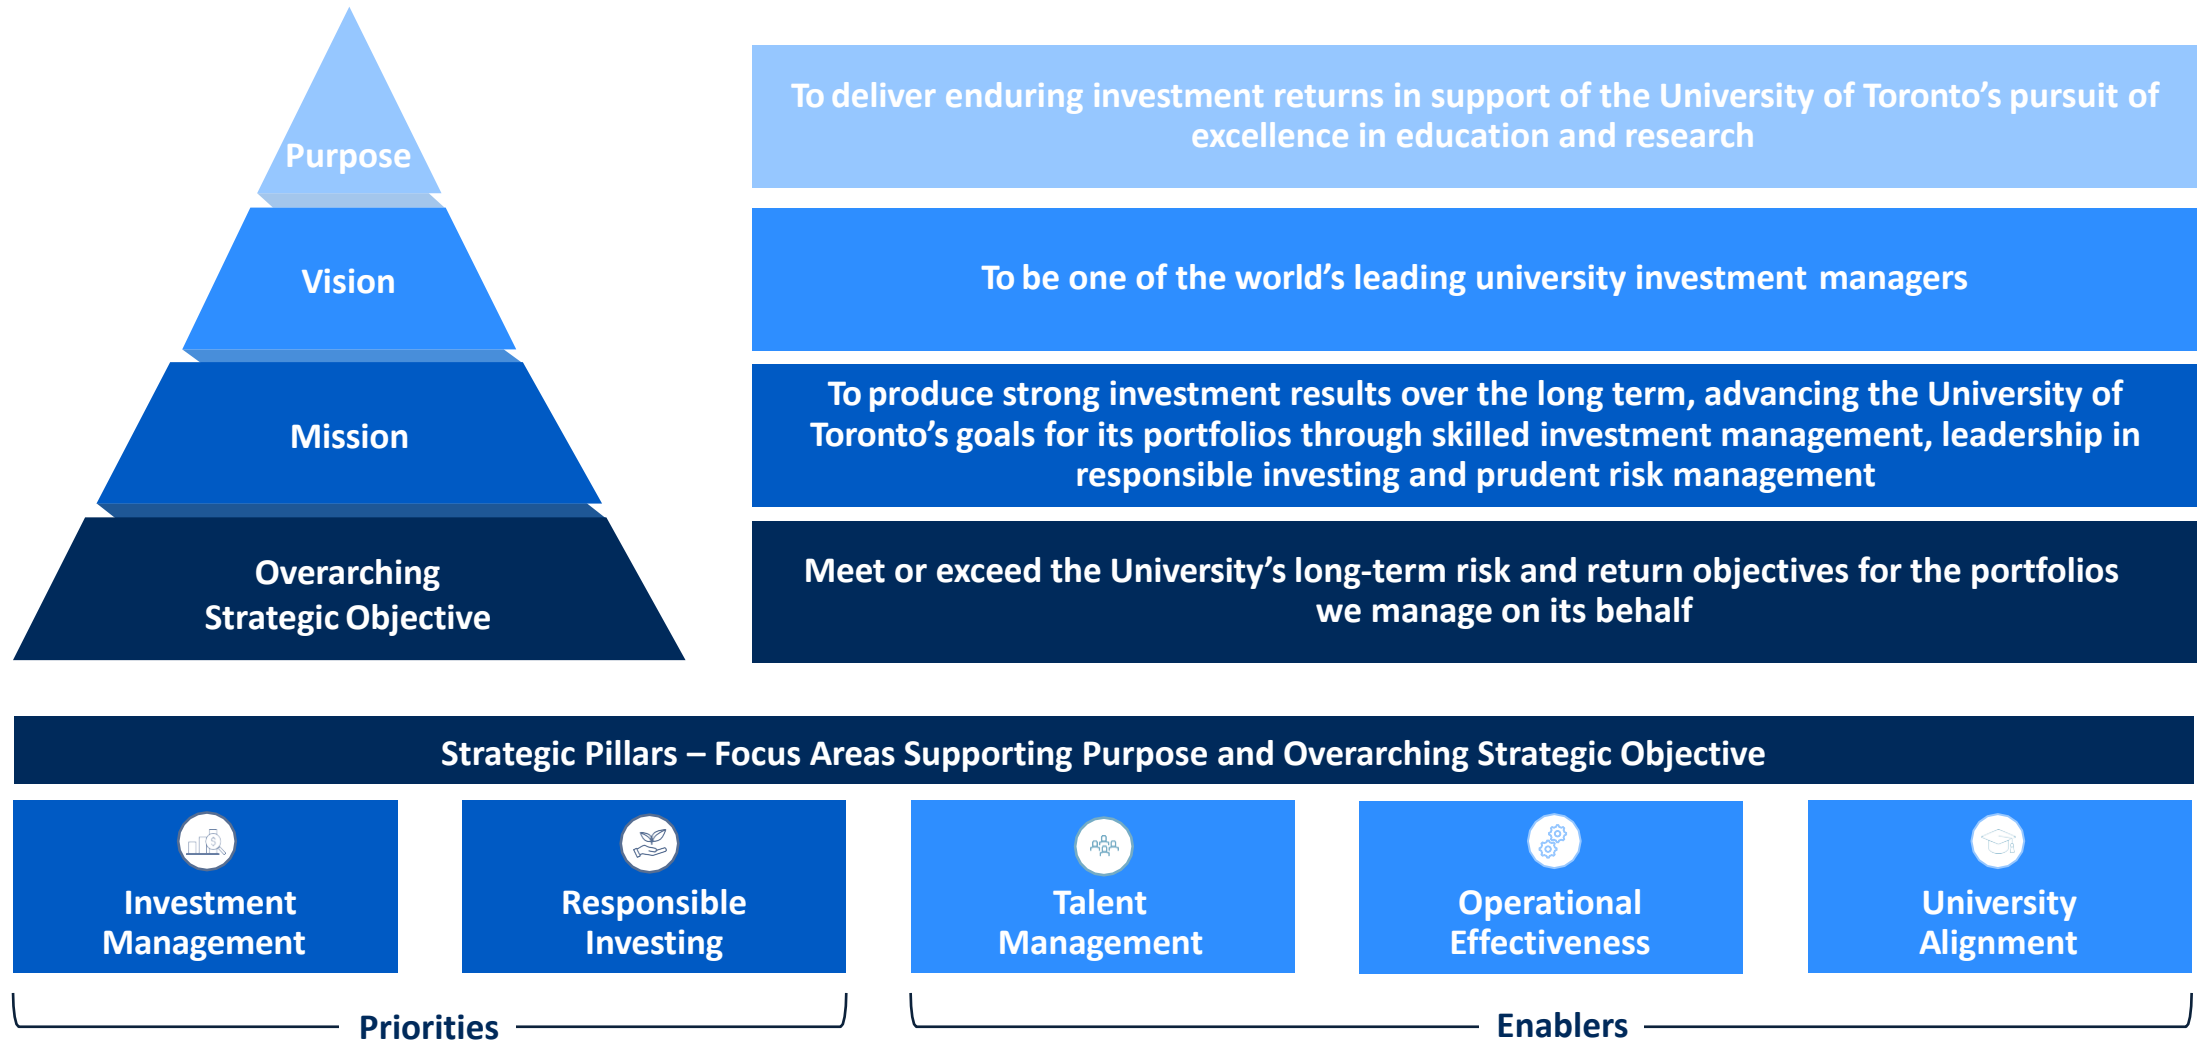 Purpose
To deliver enduring investment returns in support of the University of Toronto’s pursuit of
excellence in education and research
Vision
To be one of the world’s leading university investment managers
Mission
To produce strong investment results over the long term, advancing the University of
Toronto’s goals for its portfolios through skilled investment management, leadership in
responsible investing and prudent risk management
Overarching
Strategic Objective
Meet or exceed the University’s long-term risk and return objectives for the portfolios
we manage on its behalf
Strategic Pillars – Focus Areas Supporting Purpose and Overarching Strategic Objective
Investment
Management
Responsible
Investing
Talent
Management
Operational
Effectiveness
University
Alignment
Priorities
Enablers